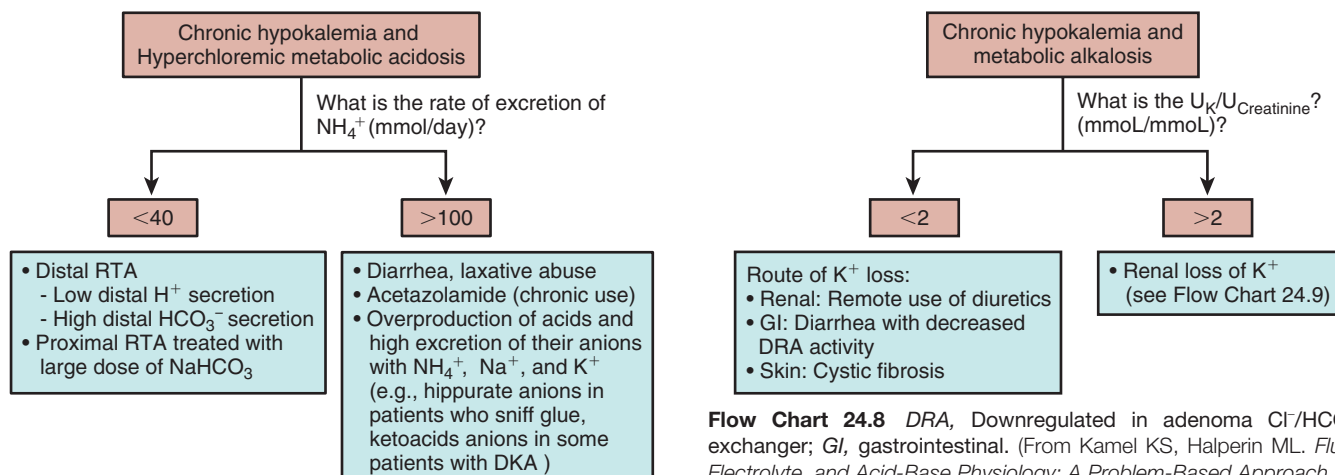 Chronic hypokalemia and
Hyperchloremic metabolic acidosis
What is the rate of excretion of
NH₄⁺ (mmol/day)?
<40
>100
• Distal RTA
- Low distal H⁺ secretion
- High distal HCO₃⁻ secretion
• Proximal RTA treated with
large dose of NaHCO₃
• Diarrhea, laxative abuse
• Acetazolamide (chronic use)
• Overproduction of acids and
high excretion of their anions
with NH₄⁺, Na⁺, and K⁺
(e.g., hippurate anions in
patients who sniff glue,
ketoacids anions in some
patients with DKA )
Chronic hypokalemia and
metabolic alkalosis
What is the U_K/U_Creatinine?
(mmoL/mmoL)?
<2
>2
Route of K⁺ loss:
• Renal: Remote use of diuretics
• GI: Diarrhea with decreased
DRA activity
• Skin: Cystic fibrosis
• Renal loss of K⁺
(see Flow Chart 24.9)
Flow Chart 24.8 DRA, Downregulated in adenoma Cl⁻/HCO
exchanger; GI, gastrointestinal. (From Kamel KS, Halperin ML.
Electrolyte, and Acid-Base Physiology: A Problem-Based Approach